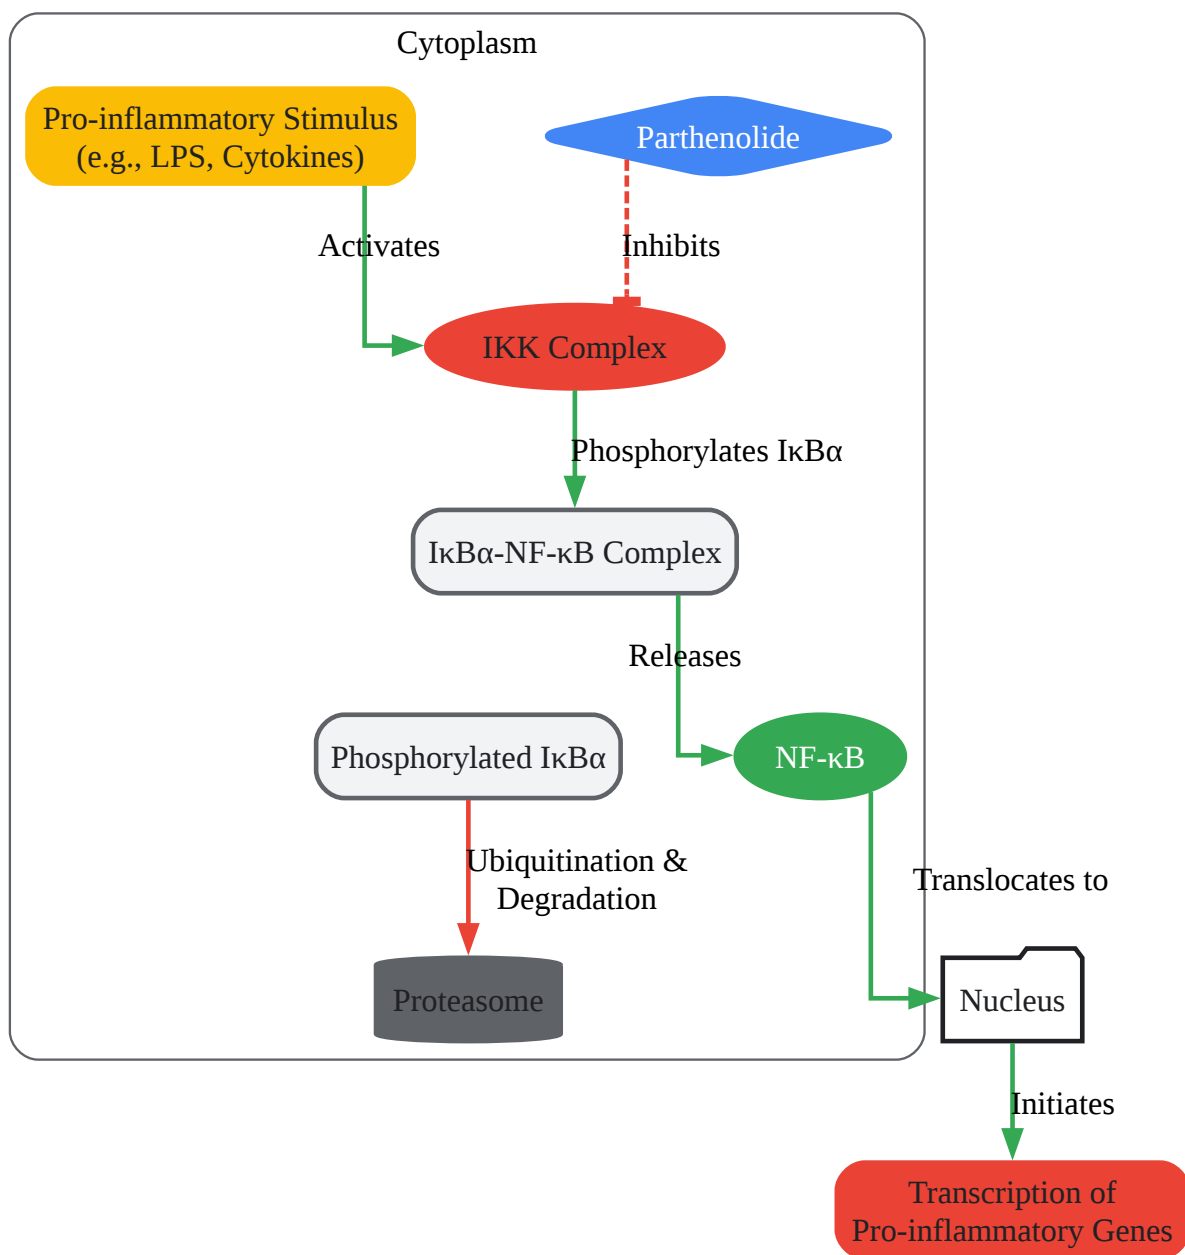 Cytoplasm
Pro-inflammatory Stimulus
(e.g., LPS, Cytokines)
Parthenolide
Activates
Inhibits
IKK Complex
Phosphorylates IκBα
IκBα-NF-κB Complex
Releases
Phosphorylated IκBα
NF-κB
Ubiquitination &
Degradation
Translocates to
Proteasome
Nucleus
Initiates
Transcription of
Pro-inflammatory Genes